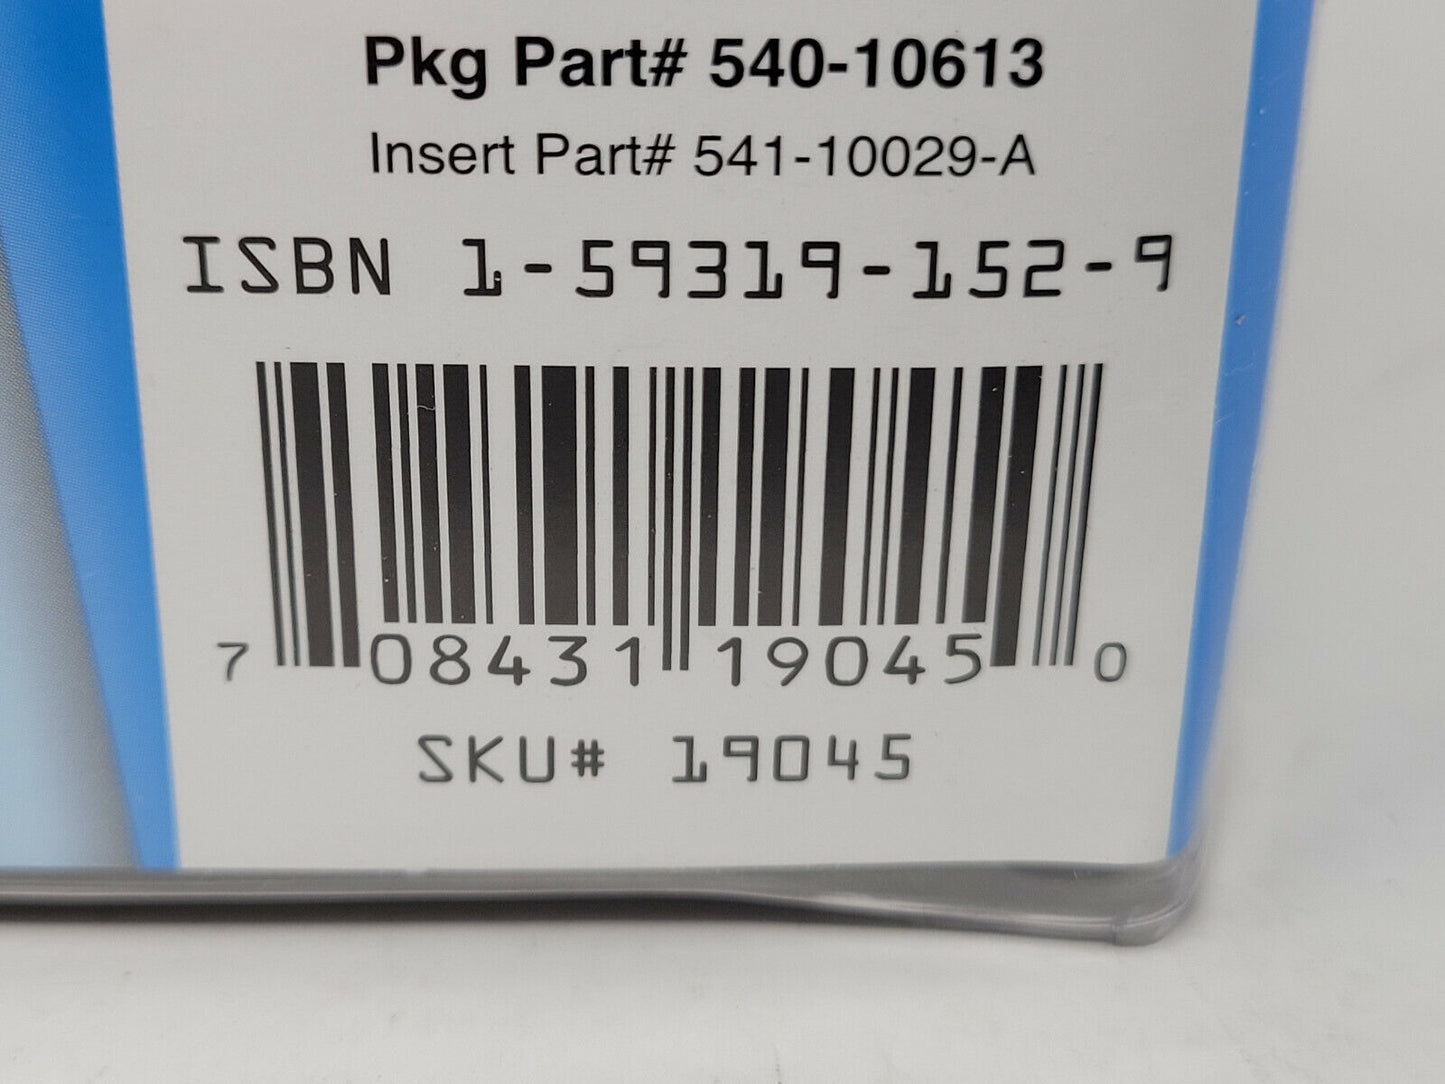 Pkg Part# 540-10613
Insert Part# 541-10029-A
ISBN 1-59319-152-9
7 08431 19045 0
SKU# 19045